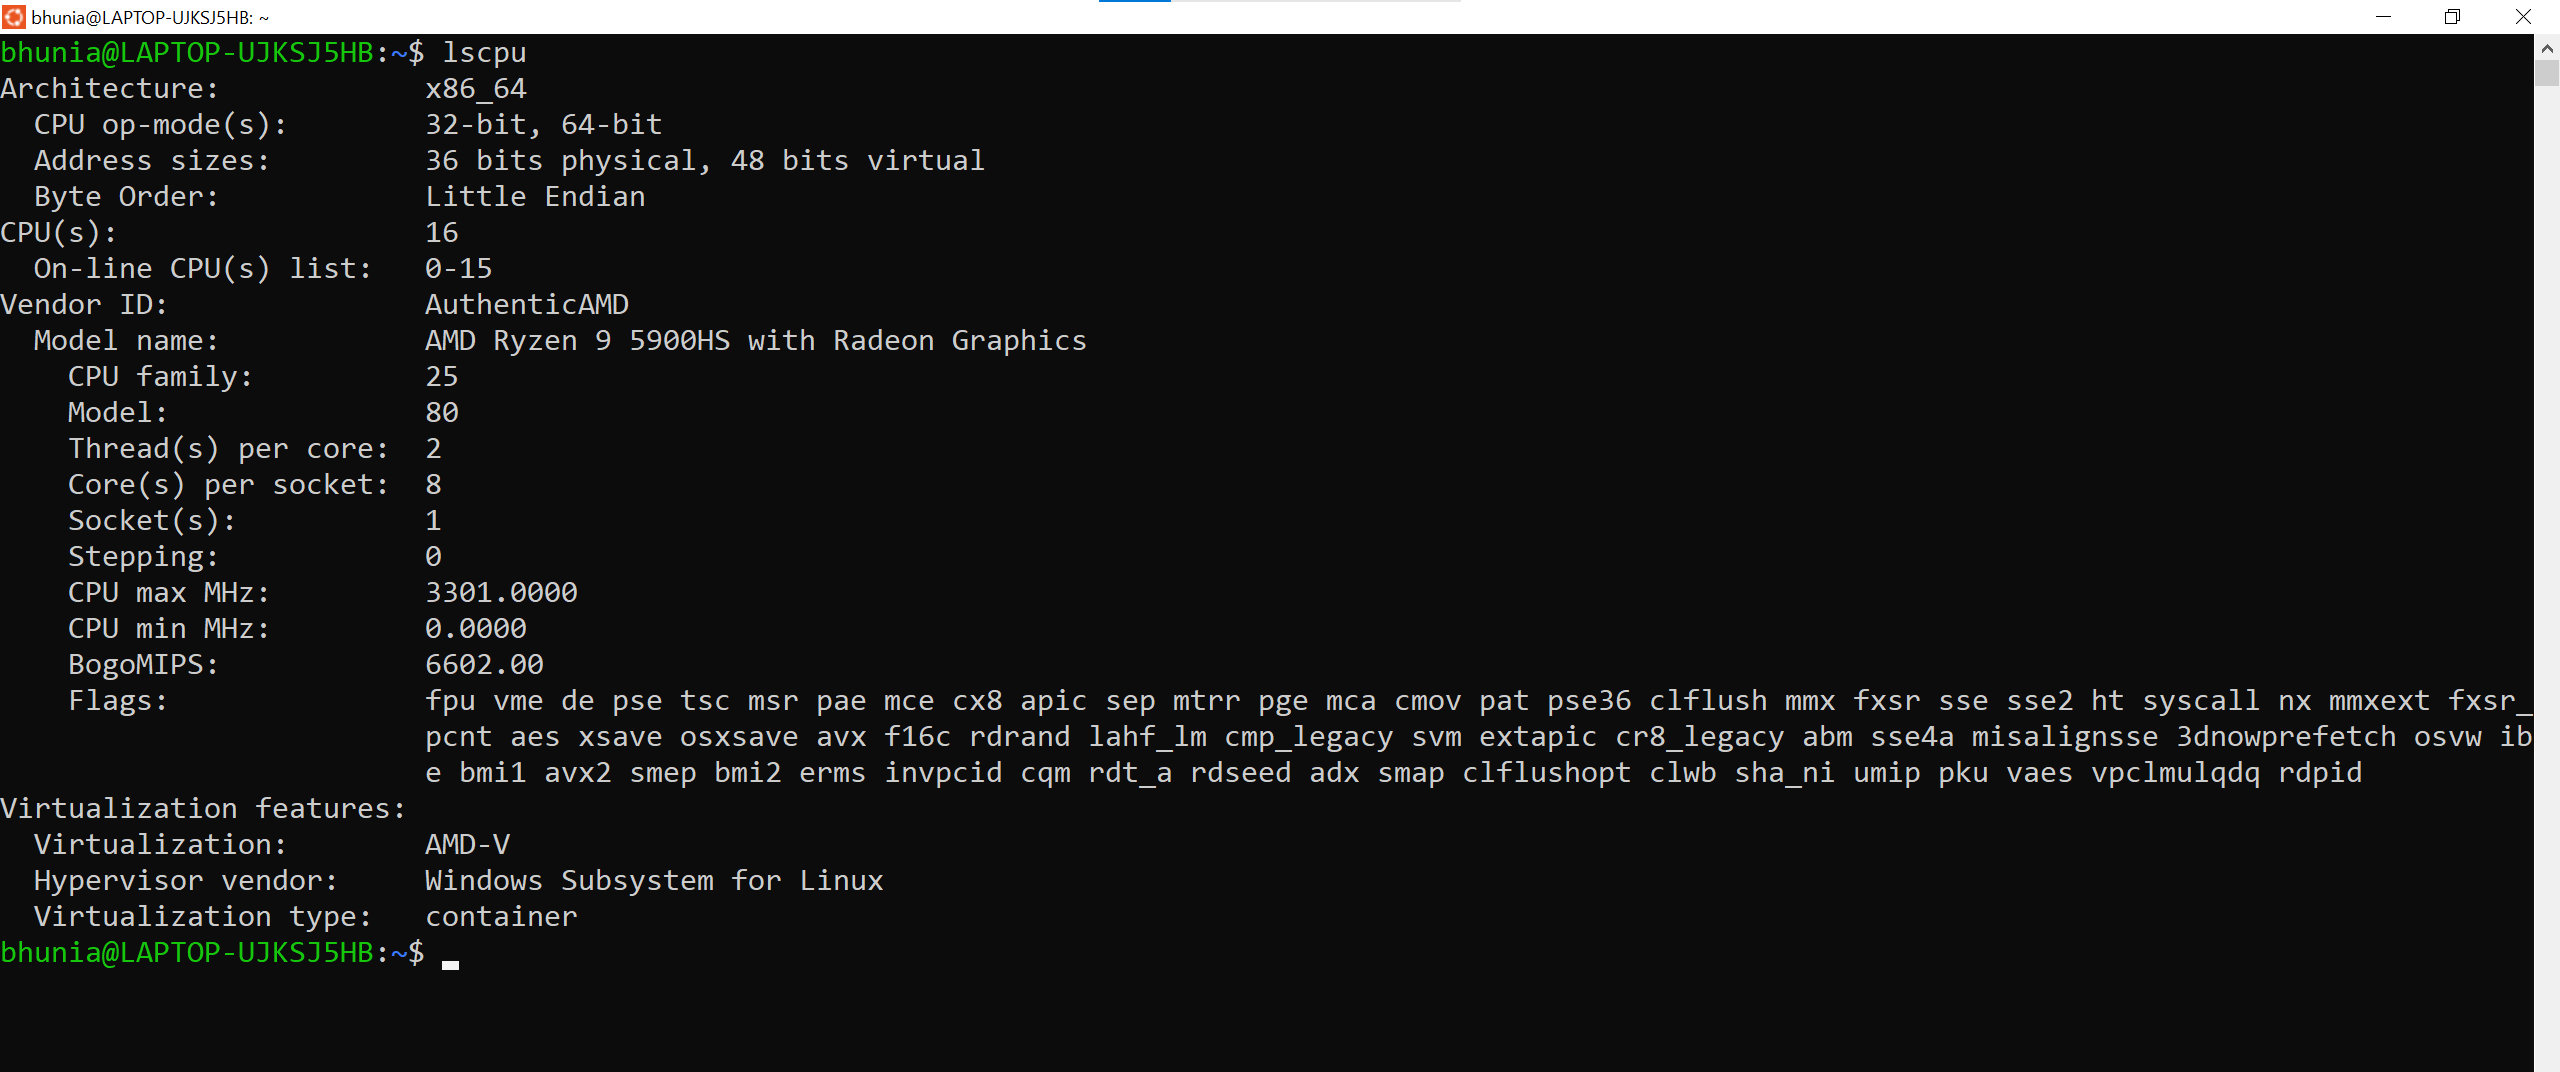 bhunia@LAPTOP-UJKSJ5HB: ~
bhunia@LAPTOP-UJKSJ5HB:~$ lscpu
Architecture: x86_64
CPU op-mode(s): 32-bit, 64-bit
Address sizes: 36 bits physical, 48 bits virtual
Byte Order: Little Endian
CPU(s): 16
On-line CPU(s) list: 0-15
Vendor ID: AuthenticAMD
Model name: AMD Ryzen 9 5900HS with Radeon Graphics
CPU family: 25
Model: 80
Thread(s) per core: 2
Core(s) per socket: 8
Socket(s): 1
Stepping: 0
CPU max MHz: 3301.0000
CPU min MHz: 0.0000
BogoMIPS: 6602.00
Flags: fpu vme de pse tsc msr pae mce cx8 apic sep mtrr pge mca cmov pat pse36 clflush mmx fxsr sse sse2 ht syscall nx mmxext fxsr_
pcnt aes xsave osxsave avx f16c rdrand lahf_lm cmp_legacy svm extapic cr8_legacy abm sse4a misalignsse 3dnowprefetch osvw ib
e bmi1 avx2 smep bmi2 erms invpcid cqm rdt_a rdseed adx smap clflushopt clwb sha_ni umip pku vaes vpclmulqdq rdpid
Virtualization features:
Virtualization: AMD-V
Hypervisor vendor: Windows Subsystem for Linux
Virtualization type: container
bhunia@LAPTOP-UJKSJ5HB:~$